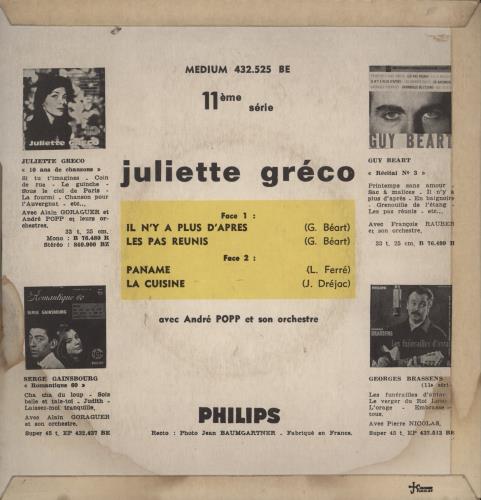 MEDIUM 432.525 BE
11ème
série
juliette gréco
Face 1 :
IL N'Y A PLUS D'APRES (G. Béart)
LES PAS REUNIS (G. Béart)
Face 2 :
PANAME (L. Ferré)
LA CUISINE (J. Dréjac)
avec André POPP et son orchestre
PHILIPS
Recto : Photo Jean BAUMGARTNER . Fabriqué en France.
Juliette GRÉCO
JULIETTE GRECO
« 10 ans de chansons »
Si tu t'imagines . Coin
de rue - Le guinche -
Sous le ciel de Paris -
La fourmi . Chanson pour
l'Auvergnat - etc...
Avec Alain GORAGUER et
André POPP et leurs or-
chestres.
33 t, 25 cm.
Mono : B 76.489 R
Stéréo : 840.900 BZ
Romantique 60
SERGE GAINSBOURG
SERGE GAINSBOURG
« Romantique 60 »
Cha cha du loup - Sois
belle et tais-toi . Judith -
Laissez-moi tranquille.
Avec Alain GORAGUER
et son orchestre.
Super 45 t, EP 432.437 BE
GUY BEART
GUY BEART
« Récital N° 3 »
Printemps sans amour -
Sac à malices . Il n'y a
plus d'après - En baignoire
- Grenouille de l'étang -
Les pas réunis - etc...
Avec François RAUBER
et son orchestre.
33 t, 25 cm, B 76.499 R
BRASSENS
Les funérailles d'antan
GEORGES BRASSENS
(11e série
Les funérailles d'antan
Le verger du Roi Louis
L'orage - Embrasse
tous.
Avec Pierre NICOLAS.
Super 45 t. EP 432.513 BE